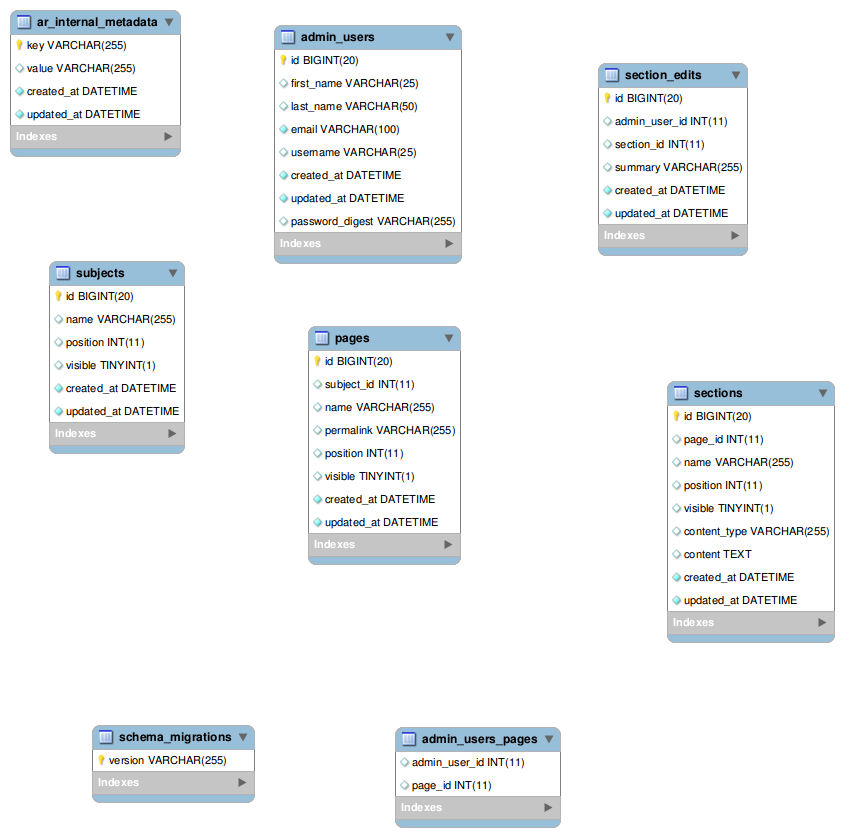 ar_internal_metadata
key VARCHAR(255)
value VARCHAR(255)
created_at DATETIME
updated_at DATETIME
Indexes
admin_users
id BIGINT(20)
first_name VARCHAR(25)
last_name VARCHAR(50)
email VARCHAR(100)
username VARCHAR(25)
created_at DATETIME
updated_at DATETIME
password_digest VARCHAR(255)
Indexes
section_edits
id BIGINT(20)
admin_user_id INT(11)
section_id INT(11)
summary VARCHAR(255)
created_at DATETIME
updated_at DATETIME
Indexes
subjects
id BIGINT(20)
name VARCHAR(255)
position INT(11)
visible TINYINT(1)
created_at DATETIME
updated_at DATETIME
Indexes
pages
id BIGINT(20)
subject_id INT(11)
name VARCHAR(255)
permalink VARCHAR(255)
position INT(11)
visible TINYINT(1)
created_at DATETIME
updated_at DATETIME
Indexes
sections
id BIGINT(20)
page_id INT(11)
name VARCHAR(255)
position INT(11)
visible TINYINT(1)
content_type VARCHAR(255)
content TEXT
created_at DATETIME
updated_at DATETIME
Indexes
schema_migrations
version VARCHAR(255)
Indexes
admin_users_pages
admin_user_id INT(11)
page_id INT(11)
Indexes